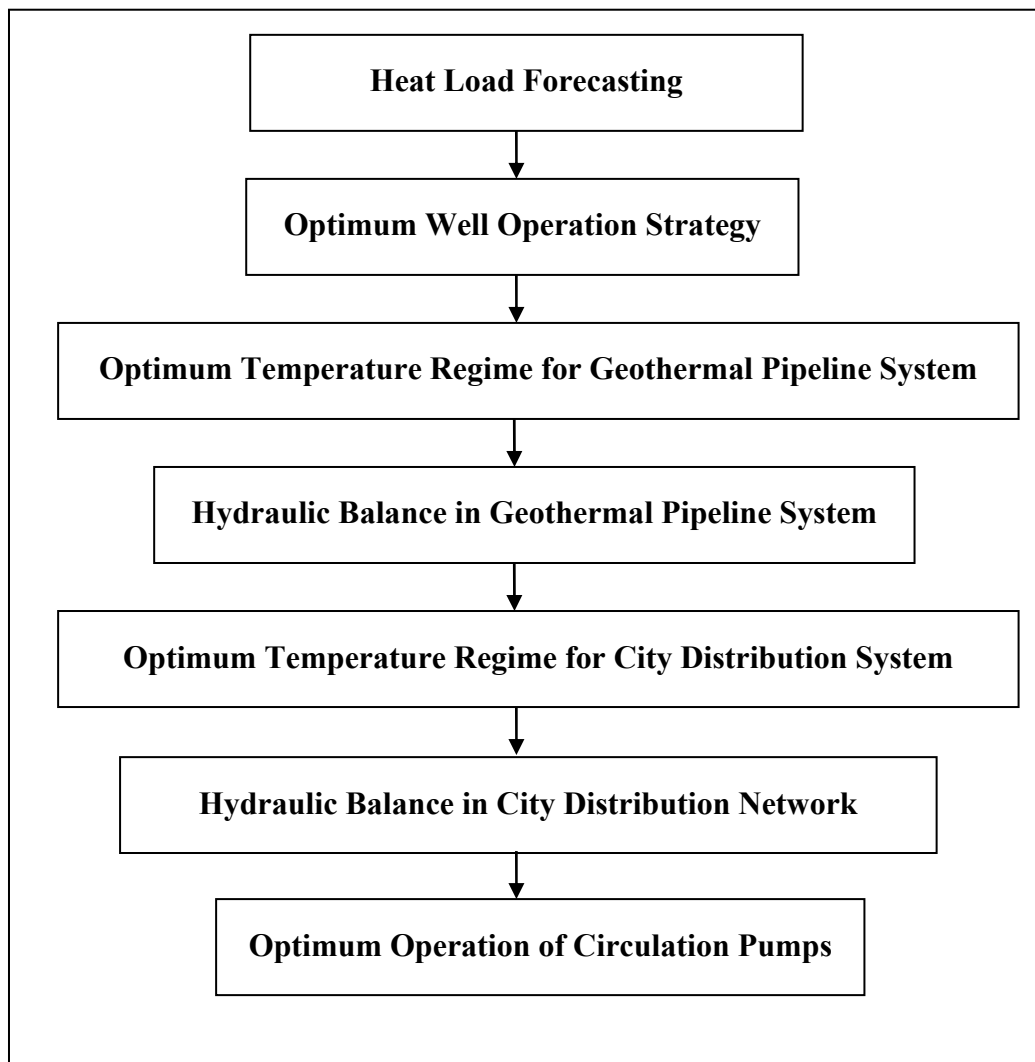 Heat Load Forecasting
Optimum Well Operation Strategy
Optimum Temperature Regime for Geothermal Pipeline System
Hydraulic Balance in Geothermal Pipeline System
Optimum Temperature Regime for City Distribution System
Hydraulic Balance in City Distribution Network
Optimum Operation of Circulation Pumps